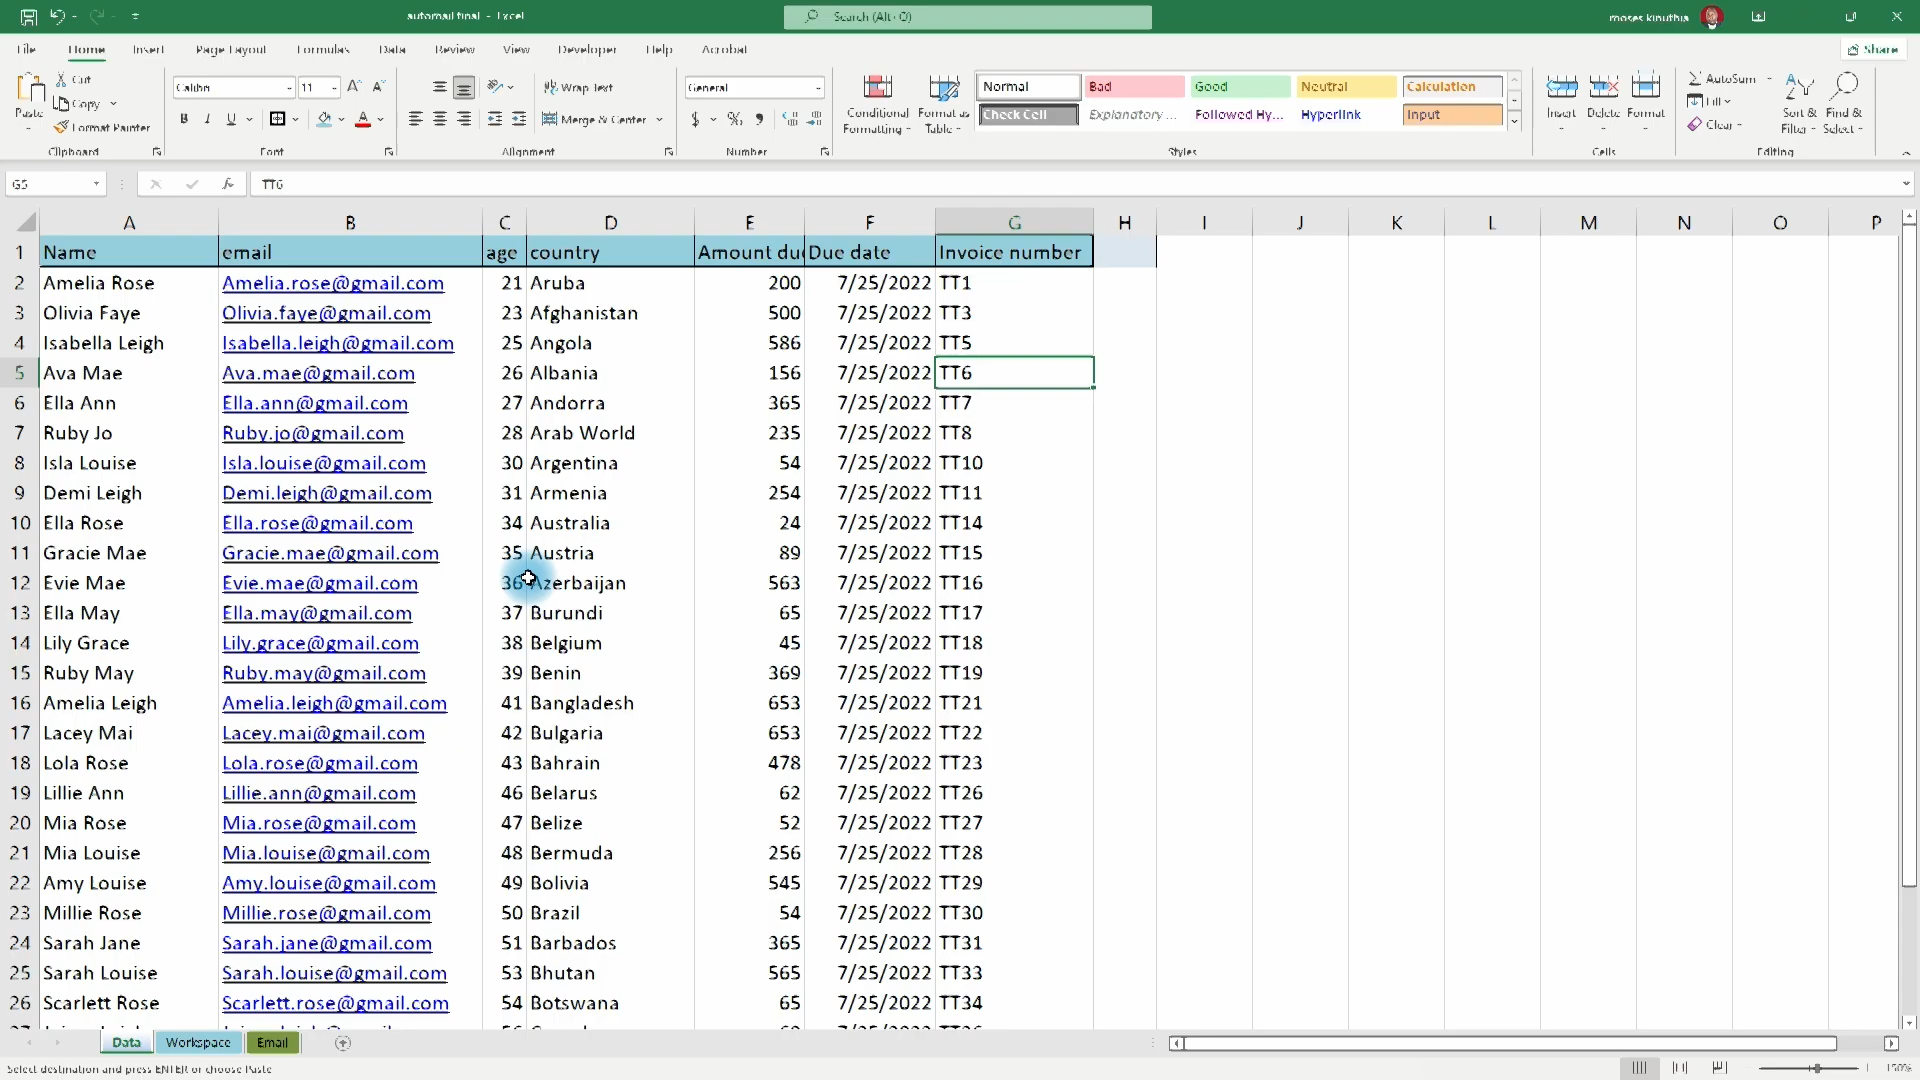 automail final - Excel
Search (Alt+Q)
moses kinuthia
File Home Insert Page Layout Formulas Data Review View Developer Help Acrobat
Share
Paste
Cut
Copy
Format Painter
Clipboard
Calibri 11
B I U
Font
Wrap Text
Merge & Center
Alignment
General
$ % ,
Number
Conditional Formatting
Format as Table
Normal Bad Good Neutral Calculation
Check Cell Explanatory ... Followed Hy... Hyperlink Input
Styles
Insert Delete Format
Cells
AutoSum
Fill
Clear
Sort & Filter
Find & Select
Editing
G5 fx TT6
A B C D E F G H I J K L M N O P
1 Name email age country Amount du Due date Invoice number
2 Amelia Rose Amelia.rose@gmail.com 21 Aruba 200 7/25/2022 TT1
3 Olivia Faye Olivia.faye@gmail.com 23 Afghanistan 500 7/25/2022 TT3
4 Isabella Leigh Isabella.leigh@gmail.com 25 Angola 586 7/25/2022 TT5
5 Ava Mae Ava.mae@gmail.com 26 Albania 156 7/25/2022 TT6
6 Ella Ann Ella.ann@gmail.com 27 Andorra 365 7/25/2022 TT7
7 Ruby Jo Ruby.jo@gmail.com 28 Arab World 235 7/25/2022 TT8
8 Isla Louise Isla.louise@gmail.com 30 Argentina 54 7/25/2022 TT10
9 Demi Leigh Demi.leigh@gmail.com 31 Armenia 254 7/25/2022 TT11
10 Ella Rose Ella.rose@gmail.com 34 Australia 24 7/25/2022 TT14
11 Gracie Mae Gracie.mae@gmail.com 35 Austria 89 7/25/2022 TT15
12 Evie Mae Evie.mae@gmail.com 36 Azerbaijan 563 7/25/2022 TT16
13 Ella May Ella.may@gmail.com 37 Burundi 65 7/25/2022 TT17
14 Lily Grace Lily.grace@gmail.com 38 Belgium 45 7/25/2022 TT18
15 Ruby May Ruby.may@gmail.com 39 Benin 369 7/25/2022 TT19
16 Amelia Leigh Amelia.leigh@gmail.com 41 Bangladesh 653 7/25/2022 TT21
17 Lacey Mai Lacey.mai@gmail.com 42 Bulgaria 653 7/25/2022 TT22
18 Lola Rose Lola.rose@gmail.com 43 Bahrain 478 7/25/2022 TT23
19 Lillie Ann Lillie.ann@gmail.com 46 Belarus 62 7/25/2022 TT26
20 Mia Rose Mia.rose@gmail.com 47 Belize 52 7/25/2022 TT27
21 Mia Louise Mia.louise@gmail.com 48 Bermuda 256 7/25/2022 TT28
22 Amy Louise Amy.louise@gmail.com 49 Bolivia 545 7/25/2022 TT29
23 Millie Rose Millie.rose@gmail.com 50 Brazil 54 7/25/2022 TT30
24 Sarah Jane Sarah.jane@gmail.com 51 Barbados 365 7/25/2022 TT31
25 Sarah Louise Sarah.louise@gmail.com 53 Bhutan 565 7/25/2022 TT33
26 Scarlett Rose Scarlett.rose@gmail.com 54 Botswana 65 7/25/2022 TT34
Data Workspace Email
Select destination and press ENTER or choose Paste
150%